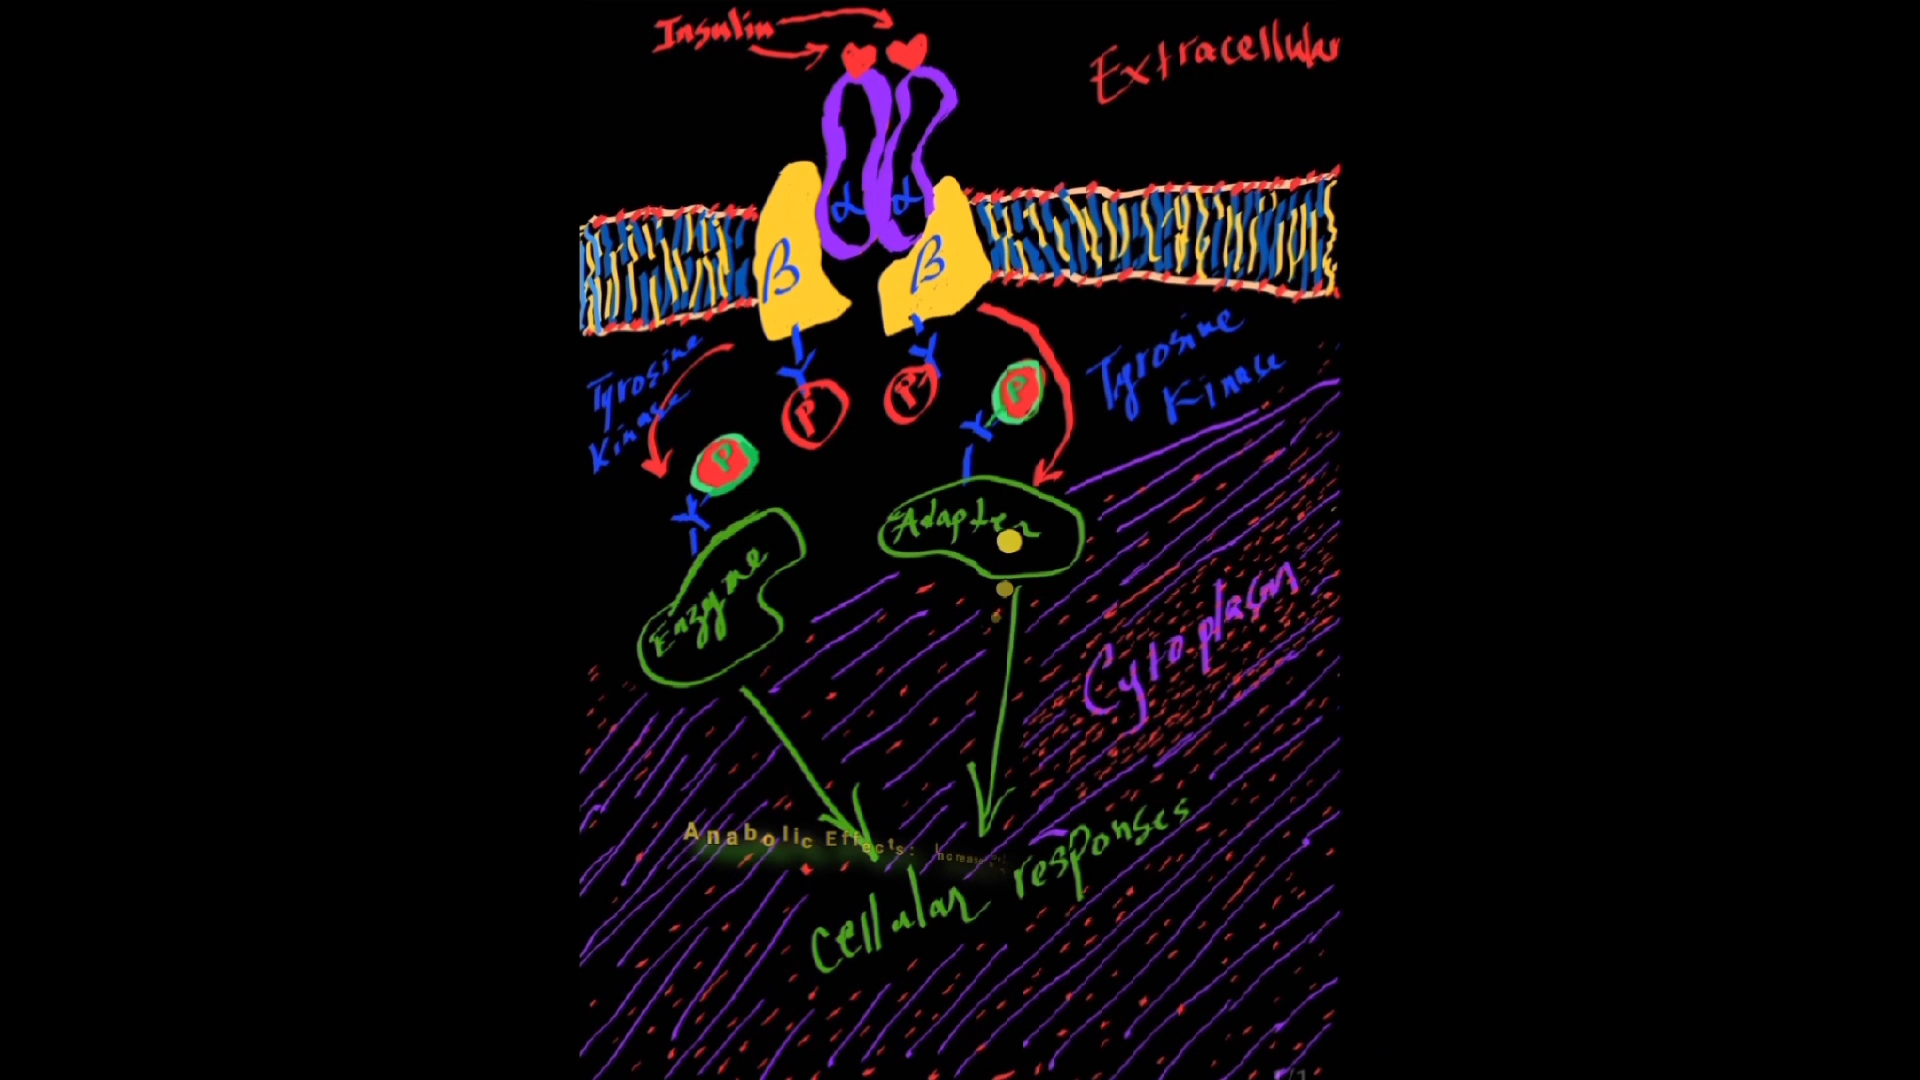 Insulin
Extracellular
α α
β β
Tyrosine
Kinase
Tyrosine
Kinase
P P P
P
Adapter
Enzyme
Cytoplasm
Anabolic Effects:
Cellular responses